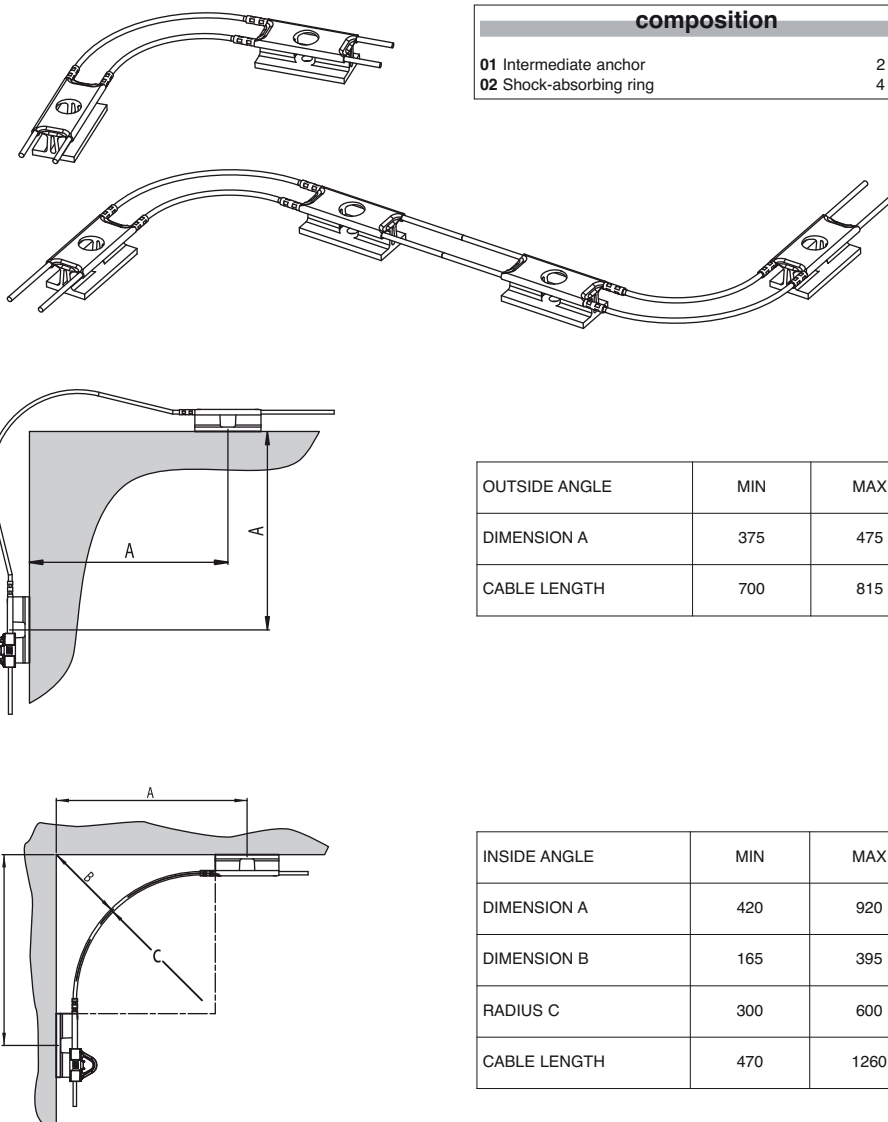 composition
01 Intermediate anchor 2
02 Shock-absorbing ring 4
A
A
OUTSIDE ANGLE MIN MAX
DIMENSION A 375 475
CABLE LENGTH 700 815
A
B
C
INSIDE ANGLE MIN MAX
DIMENSION A 420 920
DIMENSION B 165 395
RADIUS C 300 600
CABLE LENGTH 470 1260